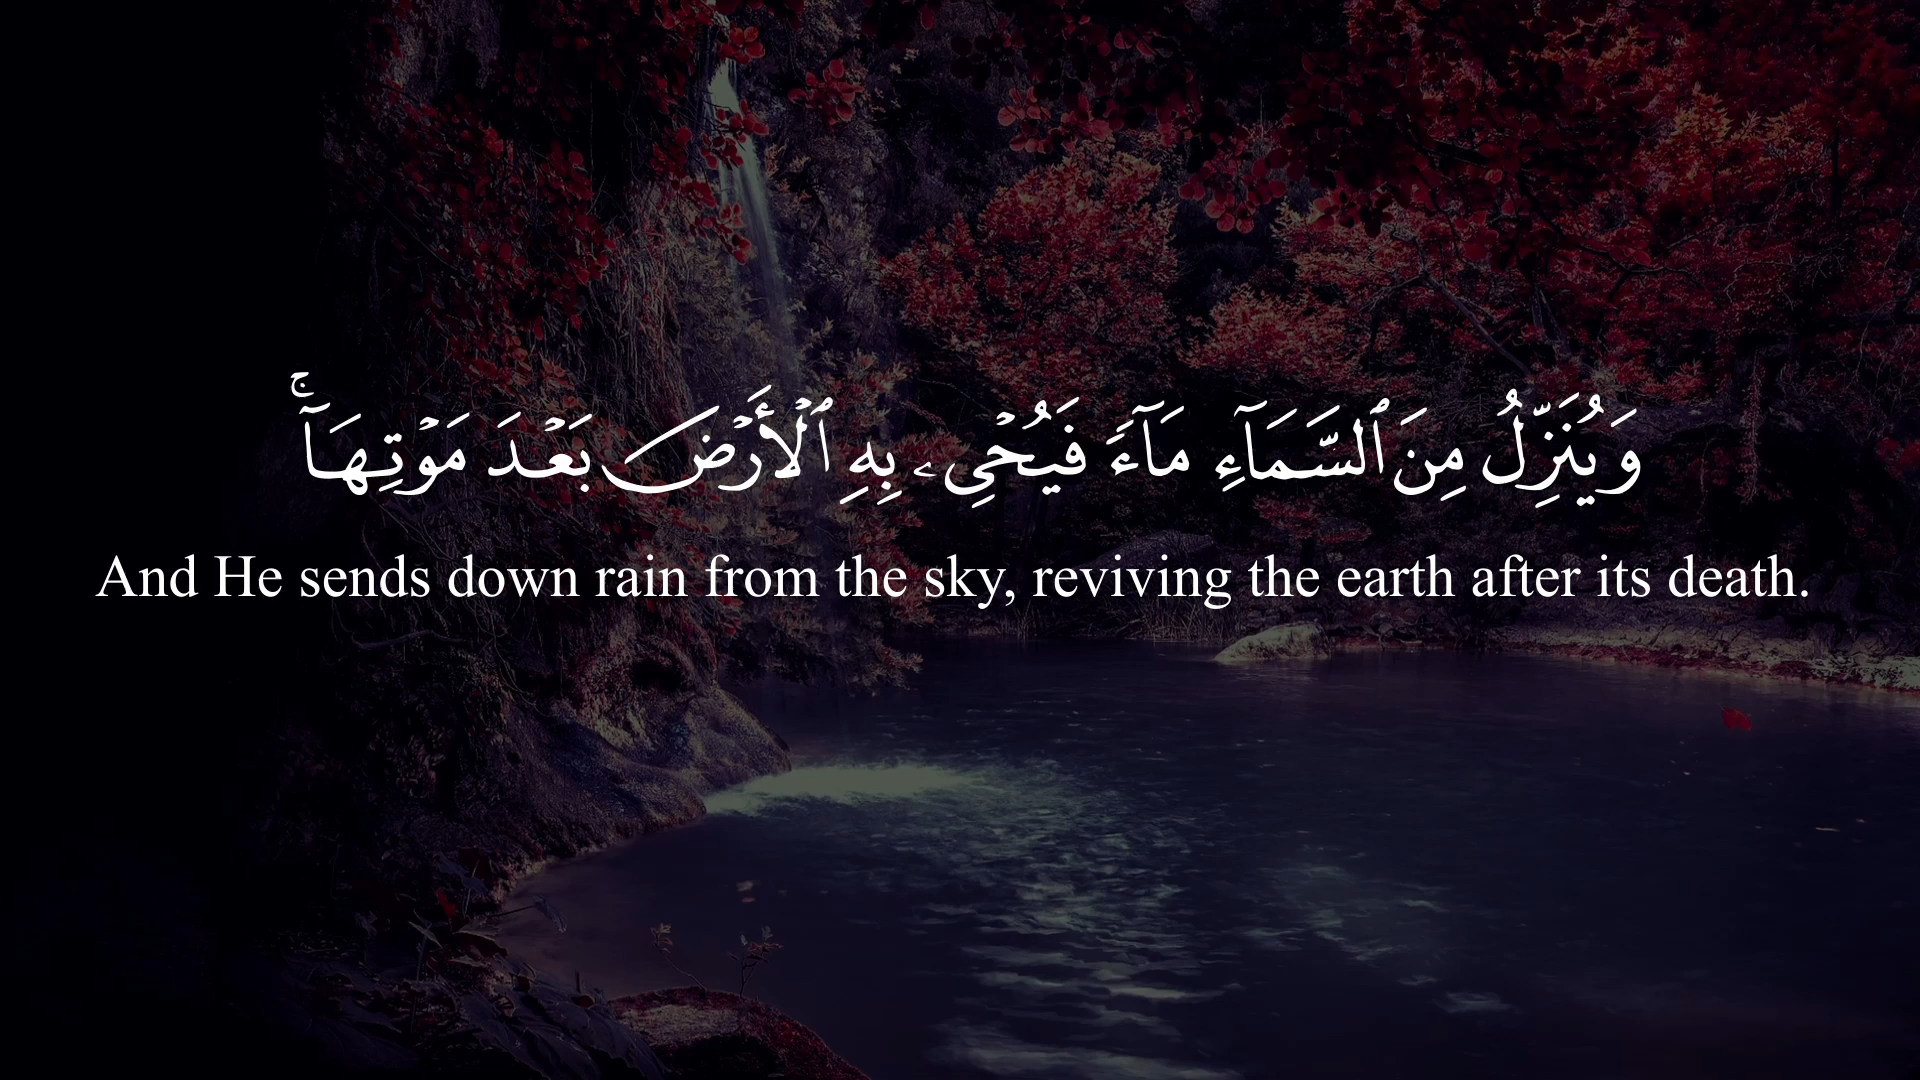 وَيُنَزِّلُ مِنَ ٱلسَّمَآءِ مَآءً فَيُحْىِۦ بِهِ ٱلْأَرْضَ بَعْدَ مَوْتِهَآ ۚ
And He sends down rain from the sky, reviving the earth after its death.